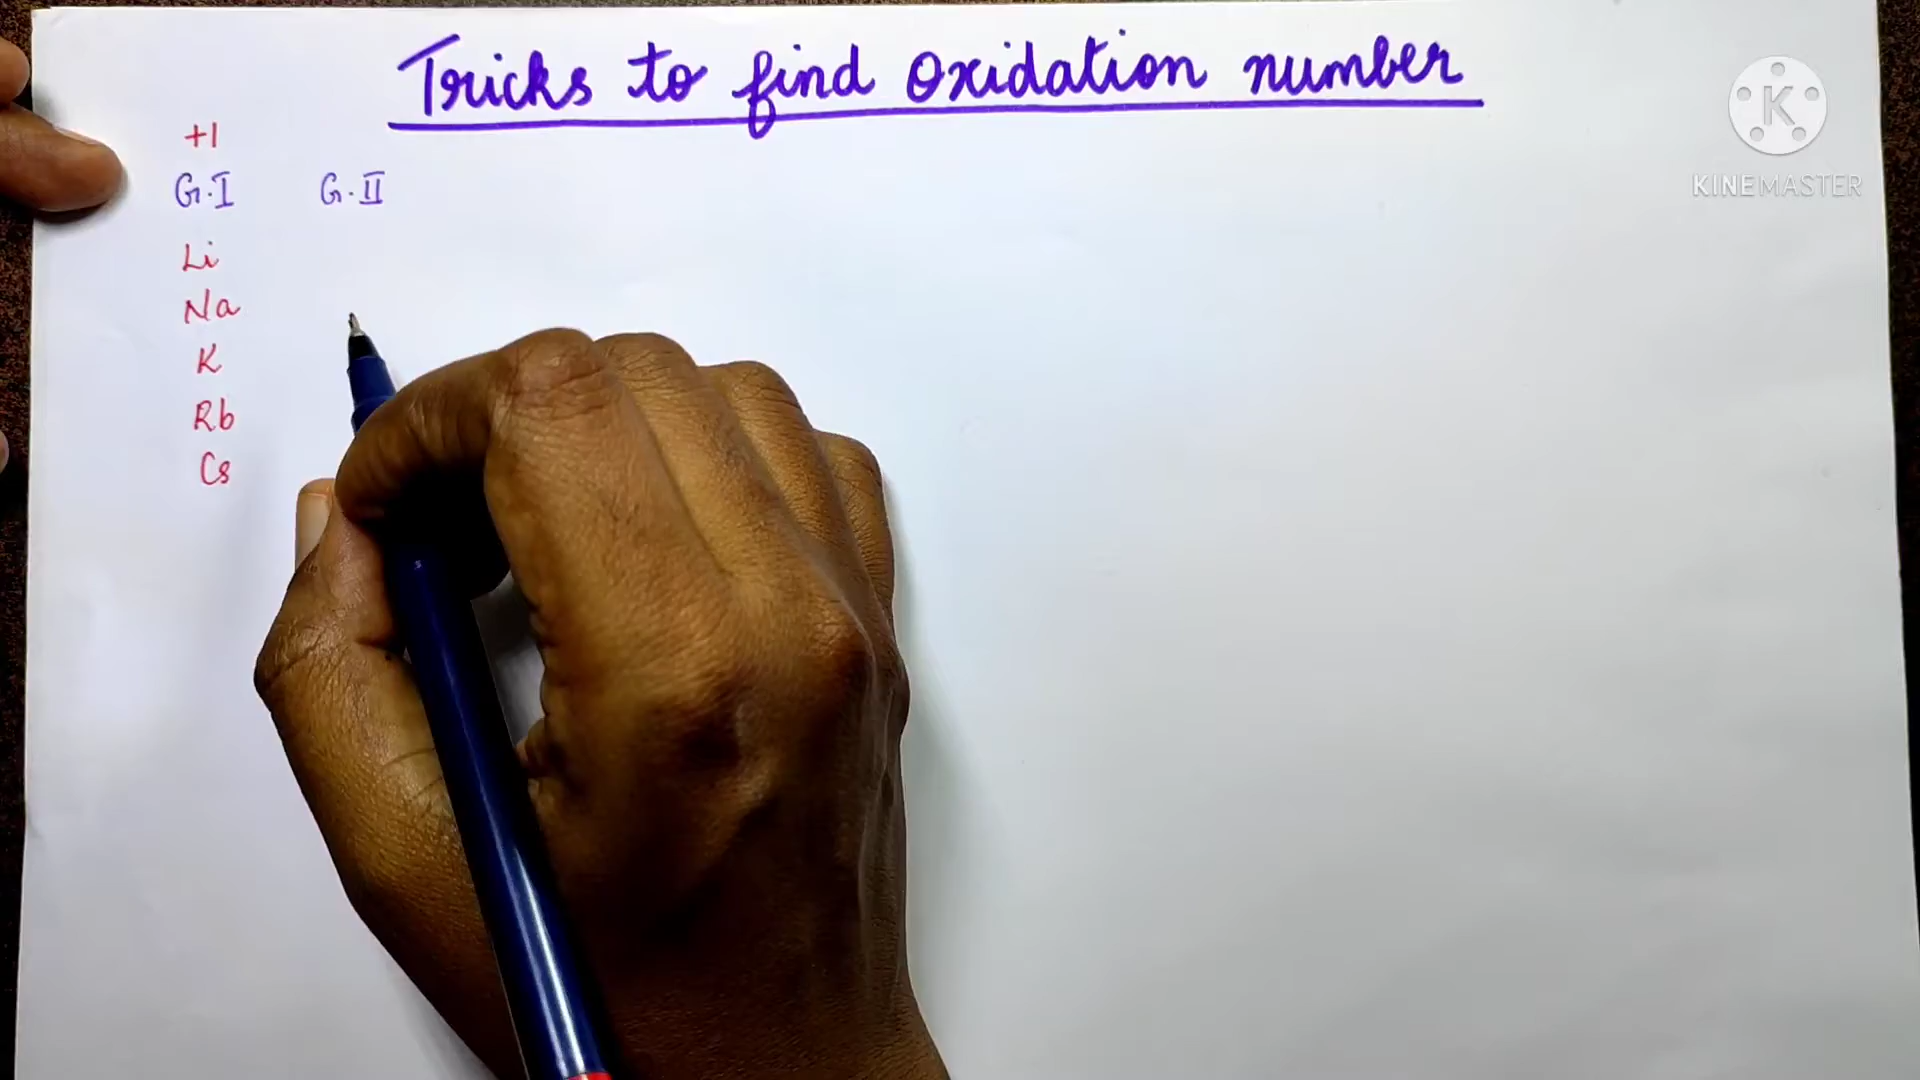 Tricks to find Oxidation number
K
KINEMASTER
+1
G.I G.II
Li
Na
K
Rb
Cs